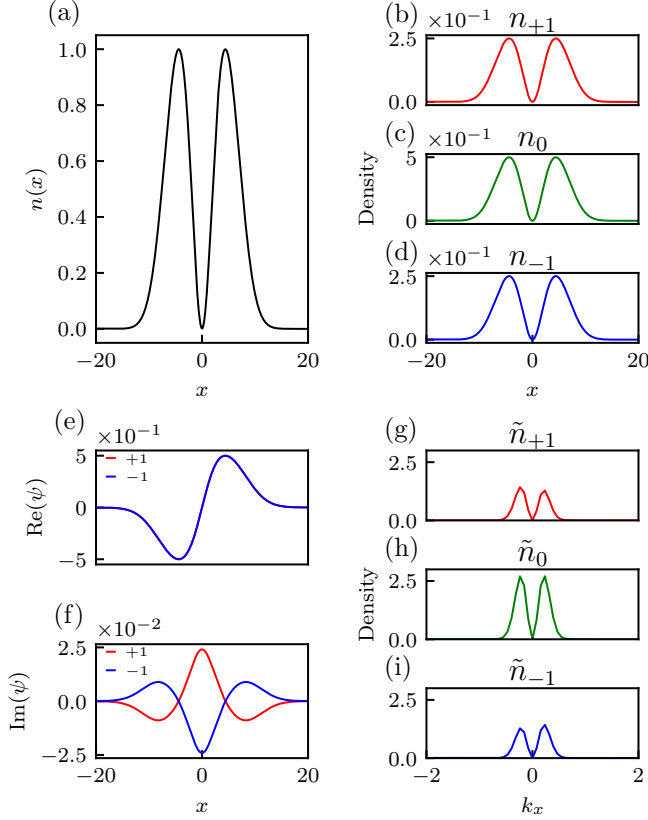 (a)
n(x)
1.0
0.8
0.6
0.4
0.2
0.0
−20
0
20
x
(b)
×10⁻¹
n₊₁
2.5
0.0
(c)
×10⁻¹
n₀
5
0
Density
(d)
×10⁻¹
n₋₁
2.5
0.0
−20
0
20
x
(e)
×10⁻¹
+1
−1
5
0
−5
Re(ψ)
(f)
×10⁻²
+1
−1
2.5
0.0
−2.5
Im(ψ)
−20
0
20
x
(g)
ñ₊₁
2.5
0.0
(h)
ñ₀
2.5
0.0
Density
(i)
ñ₋₁
2.5
0.0
−2
0
2
kₓ